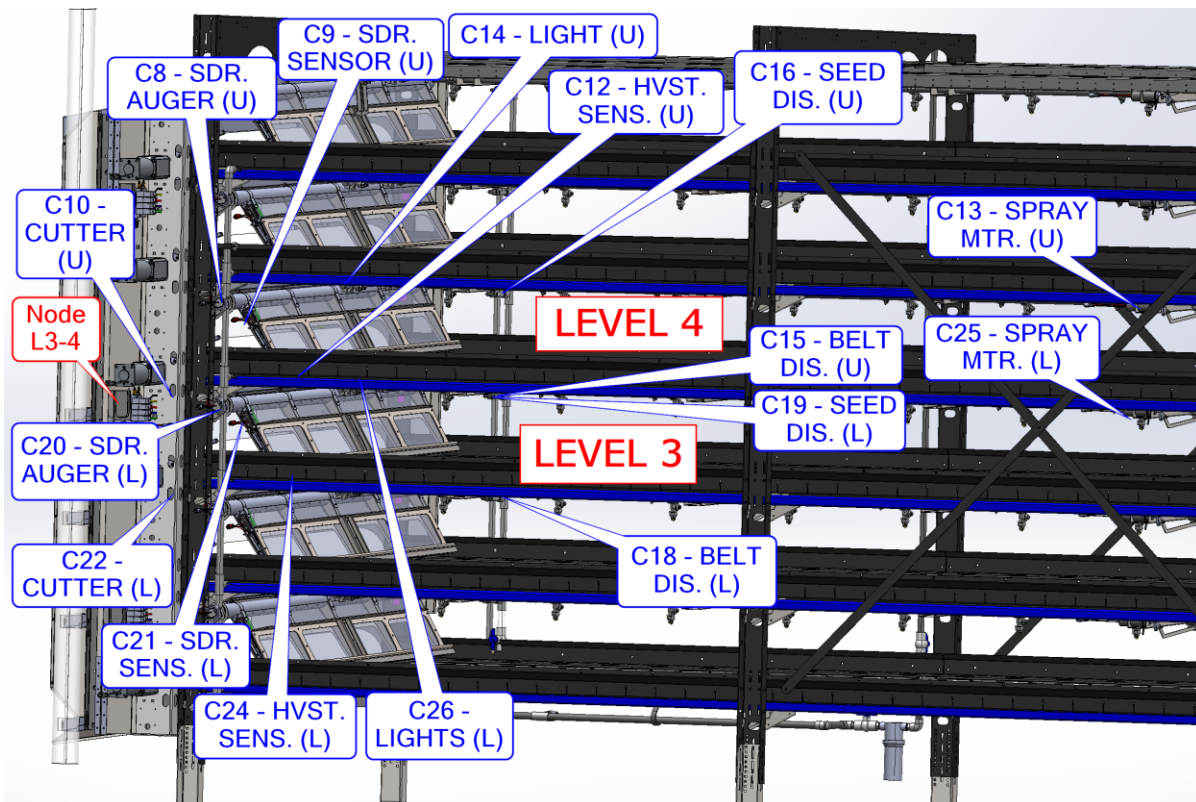 C9 - SDR.
SENSOR (U)
C14 - LIGHT (U)
C8 - SDR.
AUGER (U)
C12 - HVST.
SENS. (U)
C16 - SEED
DIS. (U)
C10 -
CUTTER
(U)
C13 - SPRAY
MTR. (U)
Node
L3-4
LEVEL 4
C15 - BELT
DIS. (U)
C25 - SPRAY
MTR. (L)
C19 - SEED
DIS. (L)
C20 - SDR.
AUGER (L)
LEVEL 3
C22 -
CUTTER (L)
C18 - BELT
DIS. (L)
C21 - SDR.
SENS. (L)
C24 - HVST.
SENS. (L)
C26 -
LIGHTS (L)